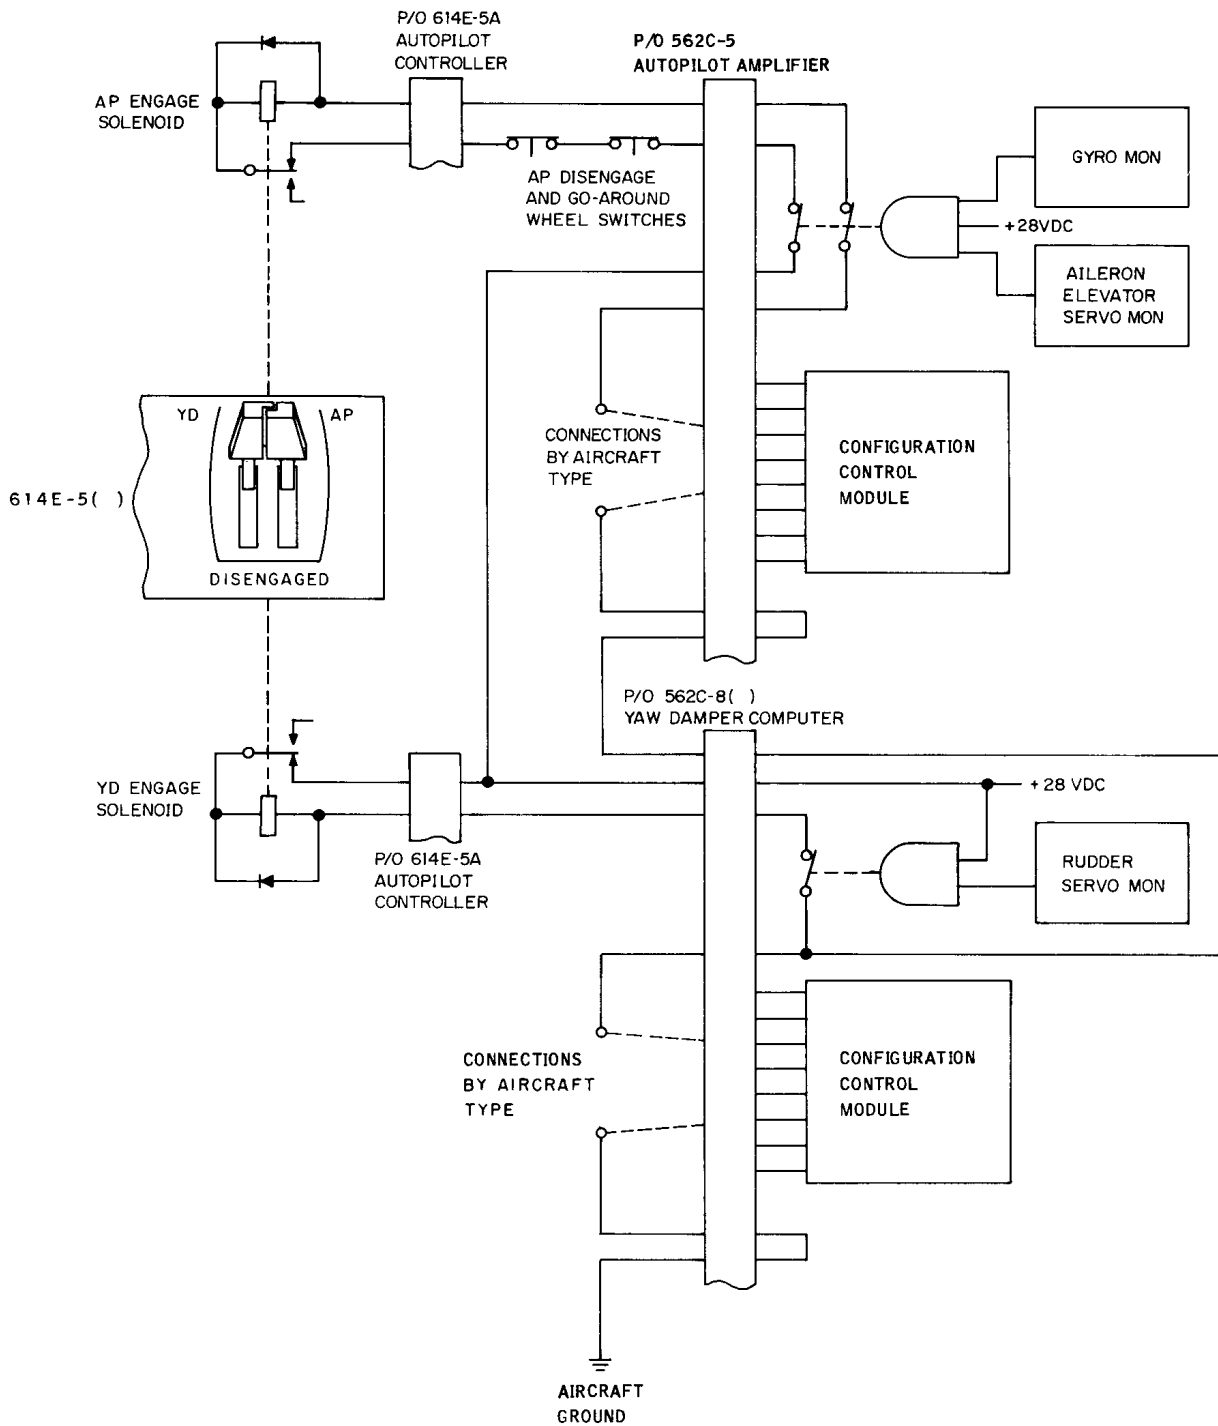 P/O 614E-5A
AUTOPILOT
CONTROLLER
P/O 562C-5
AUTOPILOT AMPLIFIER
AP ENGAGE
SOLENOID
AP DISENGAGE
AND GO-AROUND
WHEEL SWITCHES
GYRO MON
+28VDC
AILERON
ELEVATOR
SERVO MON
YD
AP
614E-5( )
DISENGAGED
CONNECTIONS
BY AIRCRAFT
TYPE
CONFIGURATION
CONTROL
MODULE
P/O 562C-8( )
YAW DAMPER COMPUTER
YD ENGAGE
SOLENOID
+28 VDC
P/O 614E-5A
AUTOPILOT
CONTROLLER
RUDDER
SERVO MON
CONNECTIONS
BY AIRCRAFT
TYPE
CONFIGURATION
CONTROL
MODULE
AIRCRAFT
GROUND